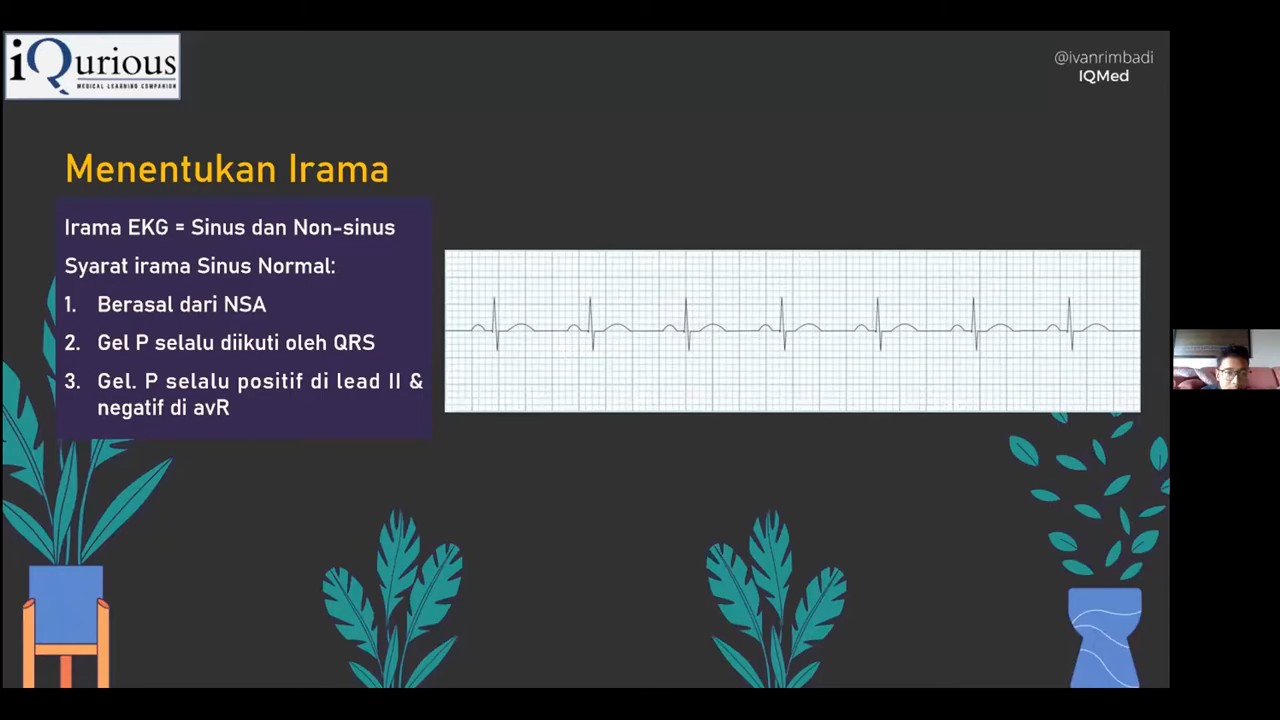 iQurious
MEDICAL LEARNING COMPANION
@ivanrimbadi
IQMed
Menentukan Irama
Irama EKG = Sinus dan Non-sinus
Syarat irama Sinus Normal:
1. Berasal dari NSA
2. Gel P selalu diikuti oleh QRS
3. Gel. P selalu positif di lead II &
negatif di avR